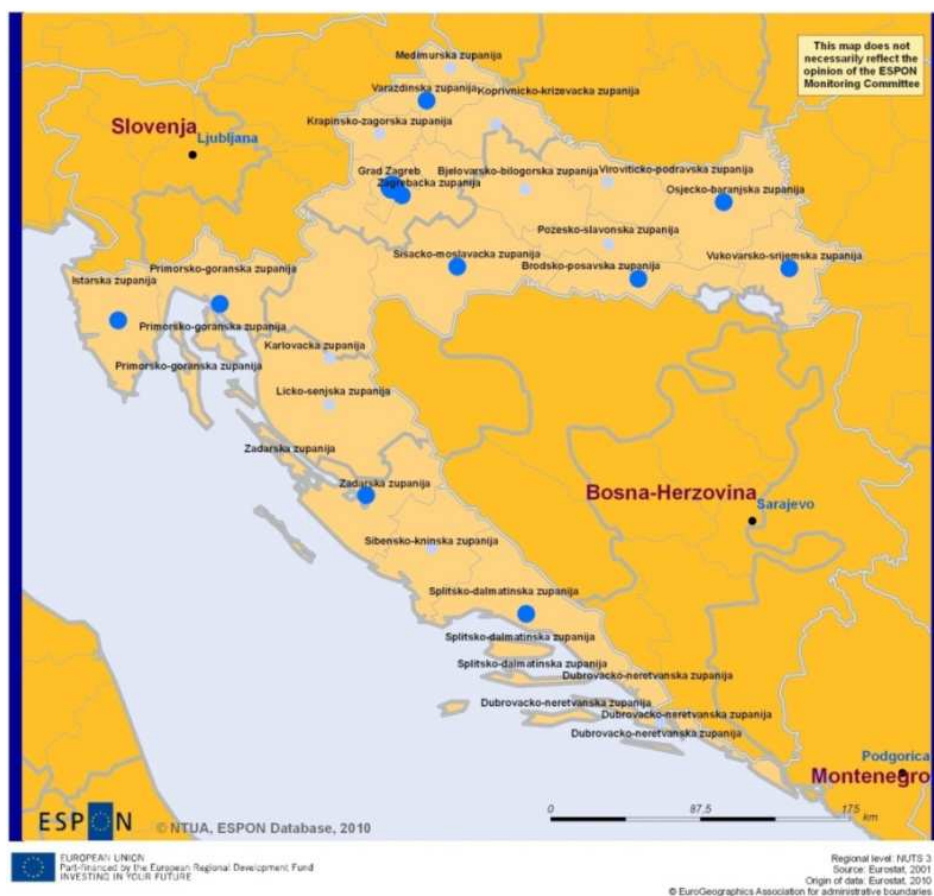 This map does not
necessarily reflect the
opinion of the ESPON
Monitoring Committee
Medimurska zupanija
Varazdinska zupanija
Koprivnicko-krizevacka zupanija
Krapinsko-zagorska zupanija
Slovenja
Ljubljana
Grad Zagreb
Zagrebacka zupanija
Bjelovarsko-bilogorska zupanija
Viroviticko-podravska zupanija
Osjecko-baranjska zupanija
Pozesko-slavonska zupanija
Sisacko-moslavacka zupanija
Brodsko-posavska zupanija
Vukovarsko-srijemska zupanija
Primorsko-goranska zupanija
Istarska zupanija
Primorsko-goranska zupanija
Primorsko-goranska zupanija
Karlovacka zupanija
Licko-senjska zupanija
Zadarska zupanija
Zadarska zupanija
Bosna-Herzovina
Sarajevo
Sibensko-kninska zupanija
Splitsko-dalmatinska zupanija
Splitsko-dalmatinska zupanija
Splitsko-dalmatinska zupanija
Dubrovacko-neretvanska zupanija
Dubrovacko-neretvanska zupanija
Dubrovacko-neretvanska zupanija
Dubrovacko-neretvanska zupanija
Podgorica
Montenegro
0 87.5 175
km
ESPON
© NTUA, ESPON Database, 2010
EUROPEAN UNION
Part-financed by the European Regional Development Fund
INVESTING IN YOUR FUTURE
Regional level: NUTS 3
Source: Eurostat, 2001
Origin of data: Eurostat, 2010
© EuroGeographics Association for administrative boundaries